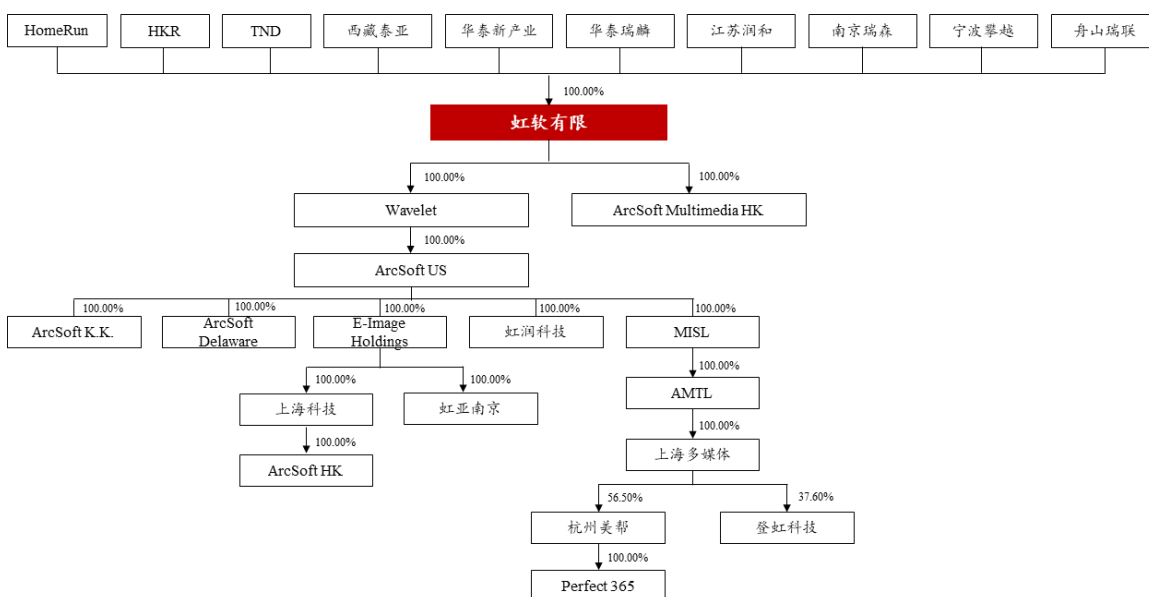 HomeRun
HKR
TND
西藏泰亚
华泰新产业
华泰瑞麟
江苏润和
南京瑞森
宁波攀越
舟山瑞联
100.00%
虹软有限
100.00%
100.00%
Wavelet
ArcSoft Multimedia HK
100.00%
ArcSoft US
100.00%
100.00%
100.00%
100.00%
100.00%
ArcSoft K.K.
ArcSoft
Delaware
E-Image
Holdings
虹润科技
MISL
100.00%
100.00%
100.00%
上海科技
虹亚南京
AMTL
100.00%
100.00%
ArcSoft HK
上海多媒体
56.50%
37.60%
杭州美帮
登虹科技
100.00%
Perfect 365